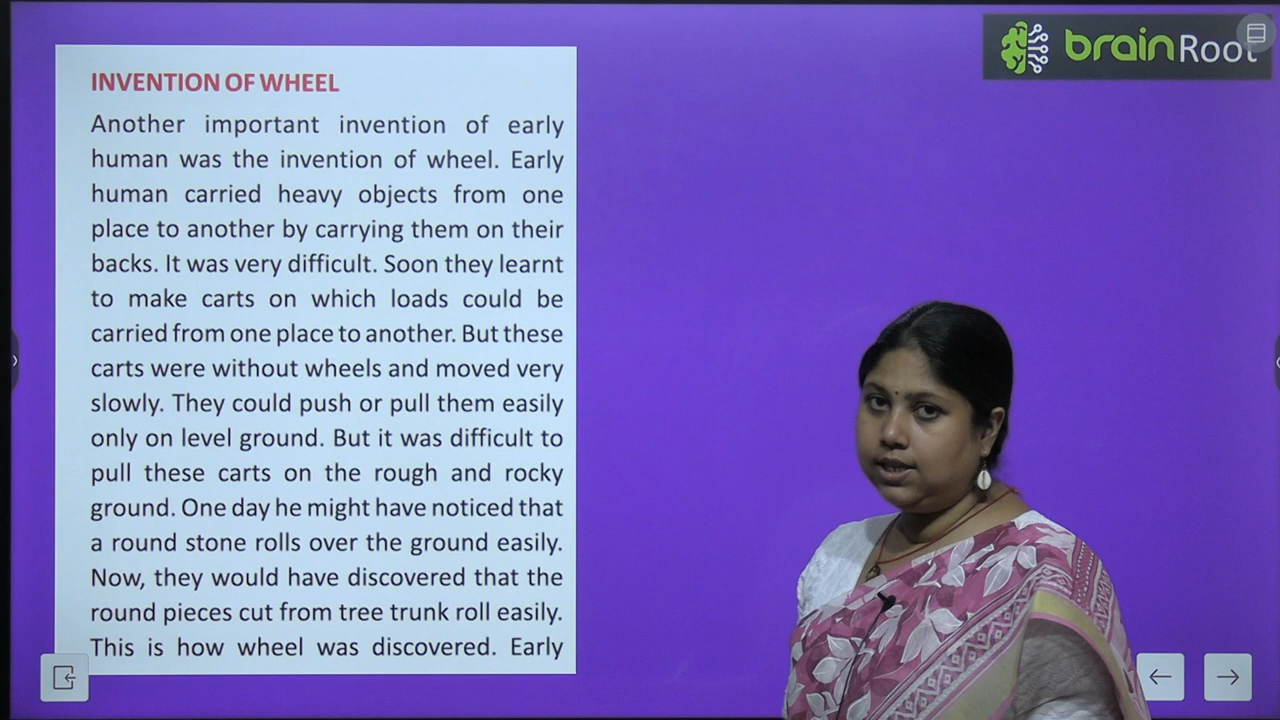 brainRoot
INVENTION OF WHEEL
Another important invention of early
human was the invention of wheel. Early
human carried heavy objects from one
place to another by carrying them on their
backs. It was very difficult. Soon they learnt
to make carts on which loads could be
carried from one place to another. But these
carts were without wheels and moved very
slowly. They could push or pull them easily
only on level ground. But it was difficult to
pull these carts on the rough and rocky
ground. One day he might have noticed that
a round stone rolls over the ground easily.
Now, they would have discovered that the
round pieces cut from tree trunk roll easily.
This is how wheel was discovered. Early